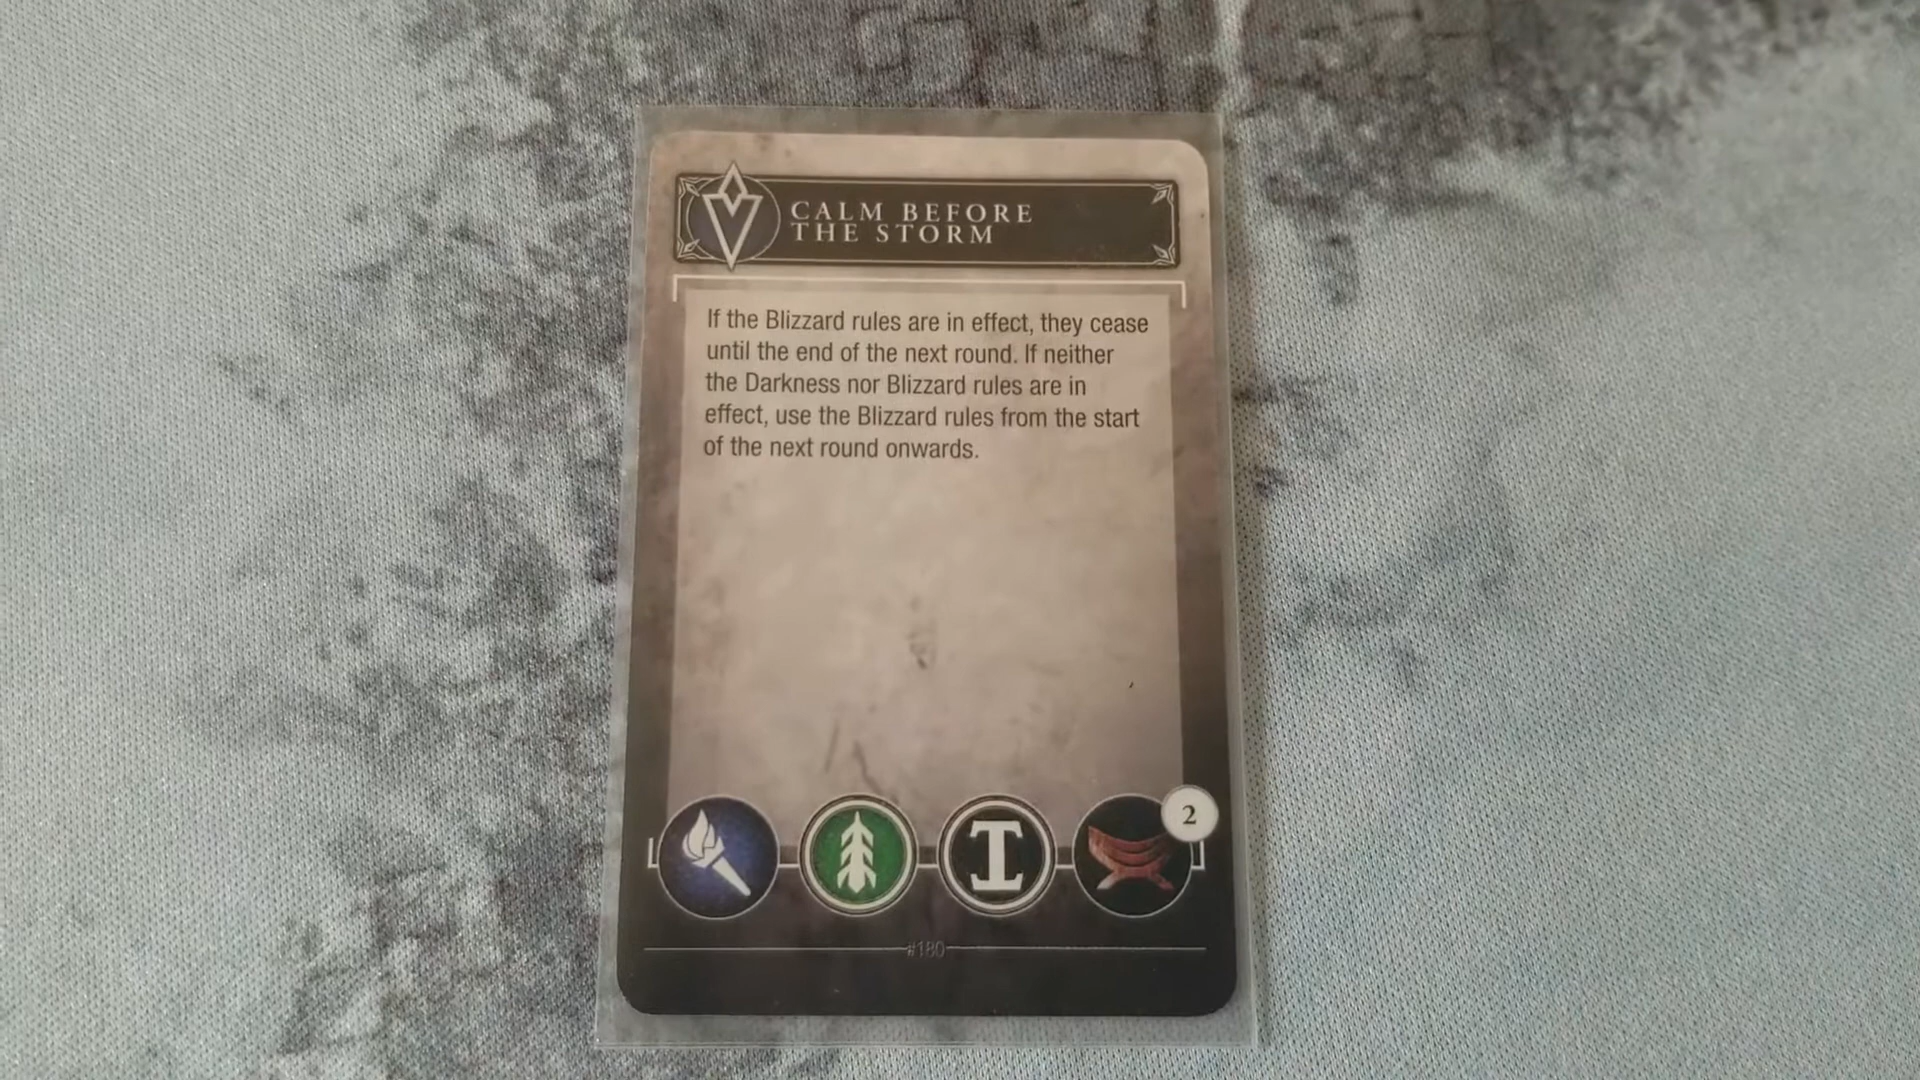 CALM BEFORE
THE STORM
If the Blizzard rules are in effect, they cease
until the end of the next round. If neither
the Darkness nor Blizzard rules are in
effect, use the Blizzard rules from the start
of the next round onwards.
2
#180